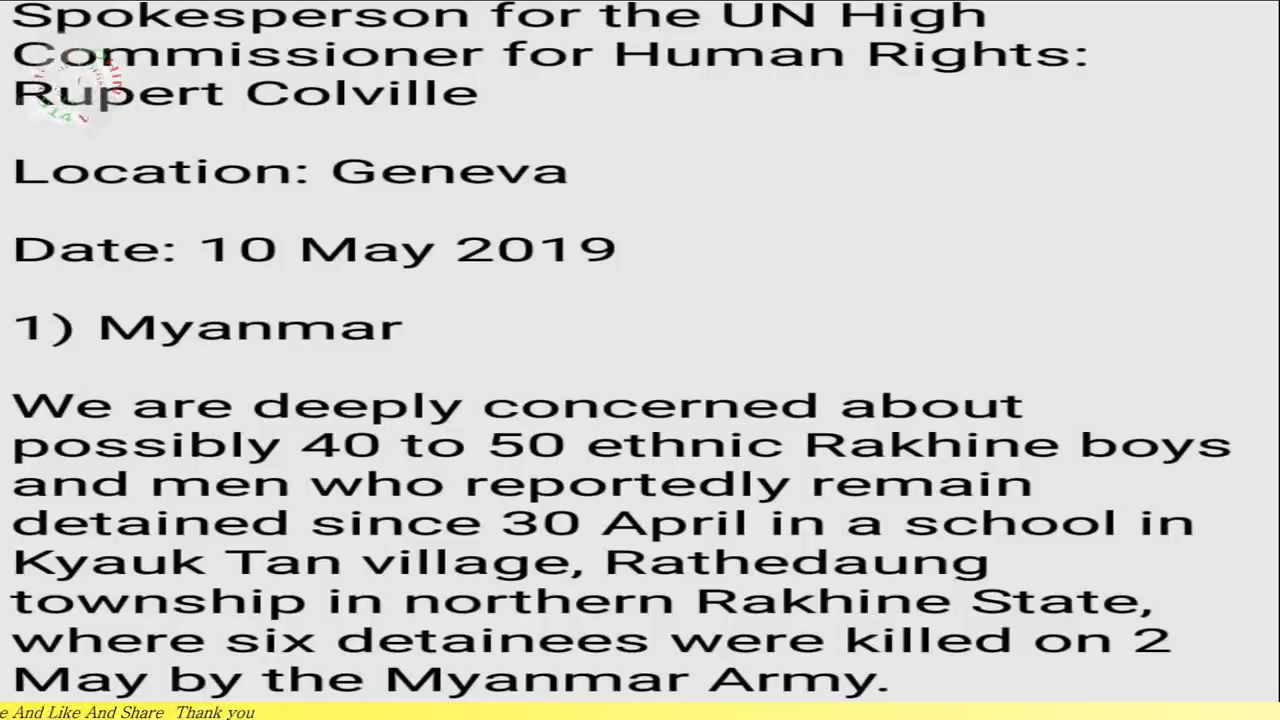 Spokesperson for the UN High
Commissioner for Human Rights:
Rupert Colville
Location: Geneva
Date: 10 May 2019
1) Myanmar
We are deeply concerned about
possibly 40 to 50 ethnic Rakhine boys
and men who reportedly remain
detained since 30 April in a school in
Kyauk Tan village, Rathedaung
township in northern Rakhine State,
where six detainees were killed on 2
May by the Myanmar Army.
e And Like And Share Thank you